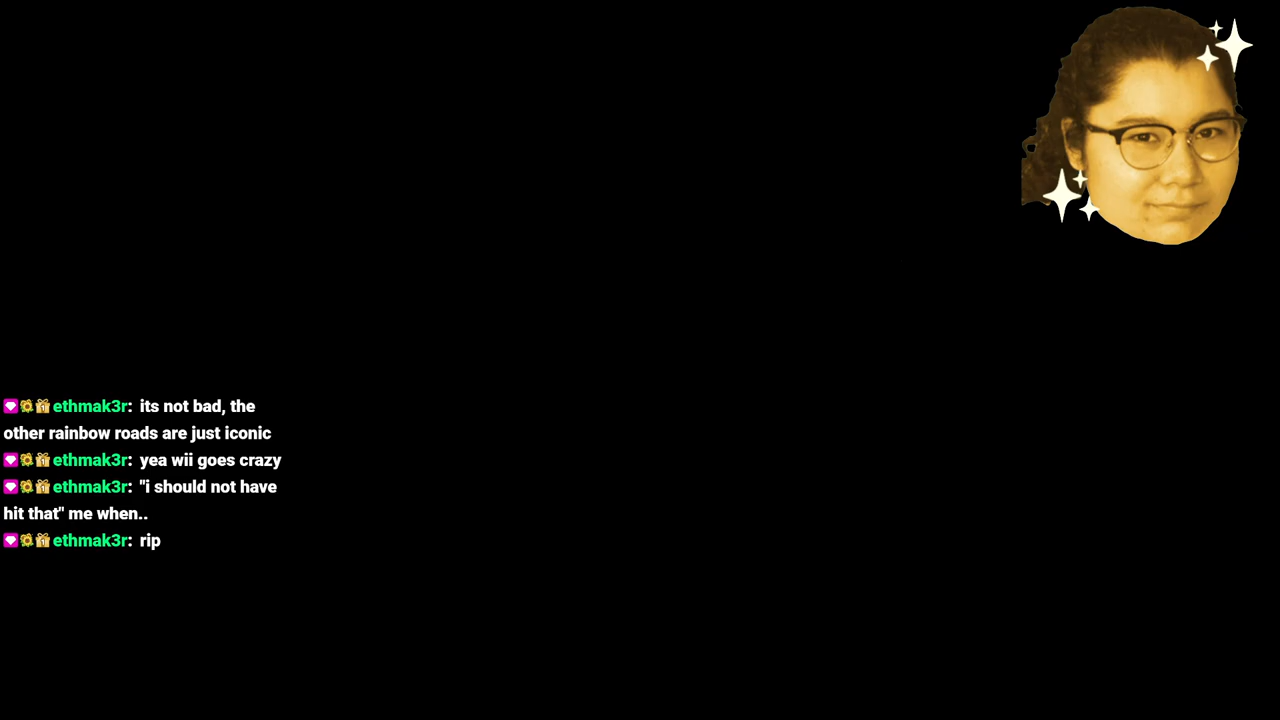 ethmak3r: its not bad, the
other rainbow roads are just iconic
ethmak3r: yea wii goes crazy
ethmak3r: "i should not have
hit that" me when..
ethmak3r: rip